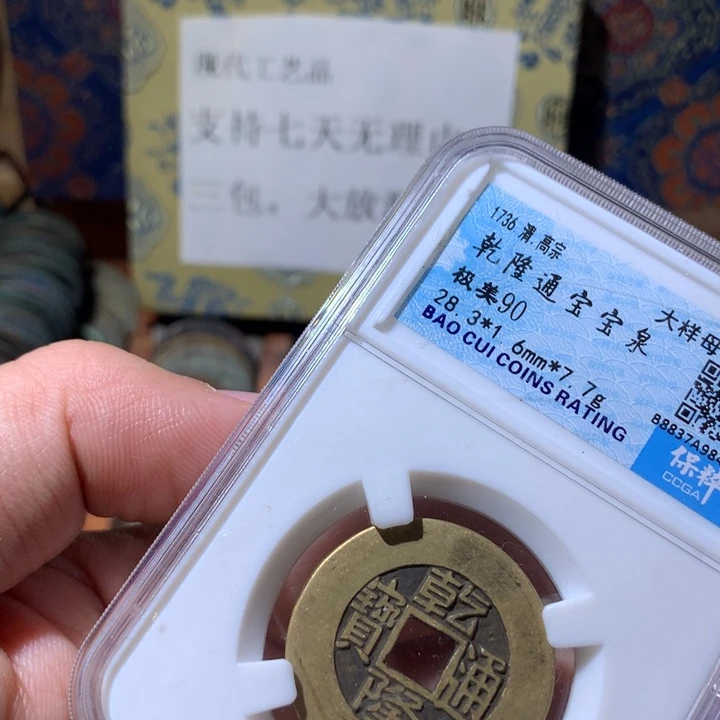 现代工艺品
支持七天无理由
三包，大放
1736 清.高宗
乾隆通宝宝泉 大样母
极美90
28.3*1.6mm*7.7g
BAO CUI COINS RATING
B8837A98
保粹
CCGA
乾隆通寶